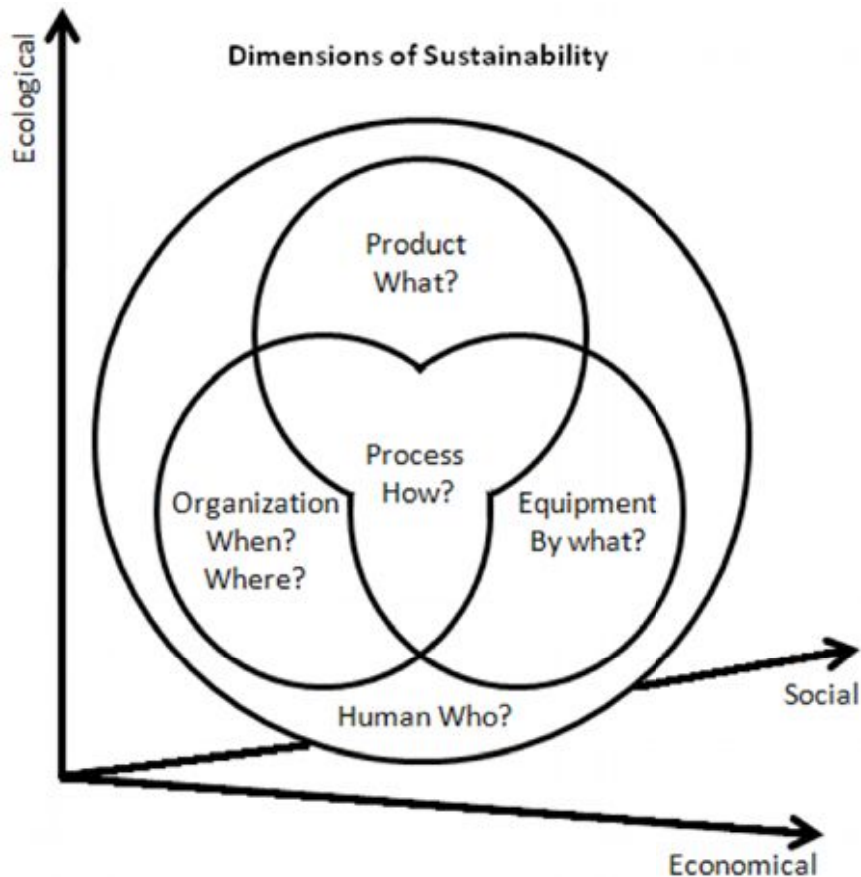 Dimensions of Sustainability
Ecological
Product
What?
Process
How?
Organization
When?
Where?
Equipment
By what?
Human Who?
Social
Economical